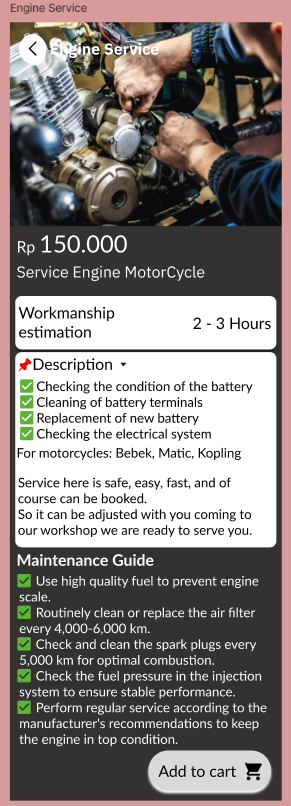 Engine Service
Engine Service
Rp 150.000
Service Engine MotorCycle
Workmanship
estimation
2 - 3 Hours
📌Description ▾
✅ Checking the condition of the battery
✅ Cleaning of battery terminals
✅ Replacement of new battery
✅ Checking the electrical system
For motorcycles: Bebek, Matic, Kopling
Service here is safe, easy, fast, and of
course can be booked.
So it can be adjusted with you coming to
our workshop we are ready to serve you.
Maintenance Guide
✅ Use high quality fuel to prevent engine
scale.
✅ Routinely clean or replace the air filter
every 4,000-6,000 km.
✅ Check and clean the spark plugs every
5,000 km for optimal combustion.
✅ Check the fuel pressure in the injection
system to ensure stable performance.
✅ Perform regular service according to the
manufacturer's recommendations to keep
the engine in top condition.
Add to cart